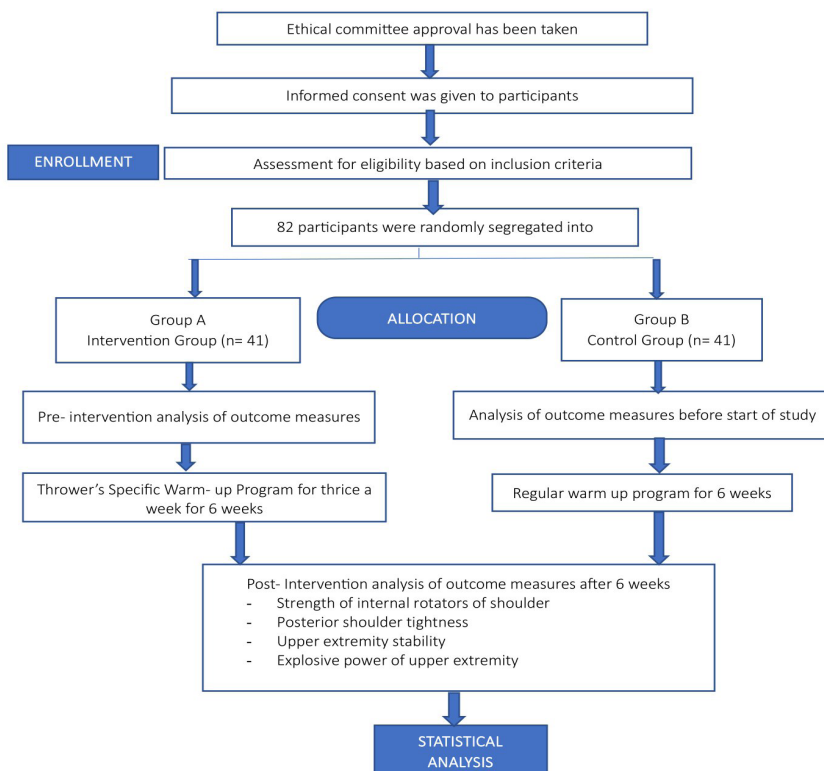 Ethical committee approval has been taken
Informed consent was given to participants
ENROLLMENT
Assessment for eligibility based on inclusion criteria
82 participants were randomly segregated into
Group A
Intervention Group (n= 41)
ALLOCATION
Group B
Control Group (n= 41)
Pre- intervention analysis of outcome measures
Analysis of outcome measures before start of study
Thrower’s Specific Warm- up Program for thrice a
week for 6 weeks
Regular warm up program for 6 weeks
Post- Intervention analysis of outcome measures after 6 weeks
- Strength of internal rotators of shoulder
- Posterior shoulder tightness
- Upper extremity stability
- Explosive power of upper extremity
STATISTICAL
ANALYSIS